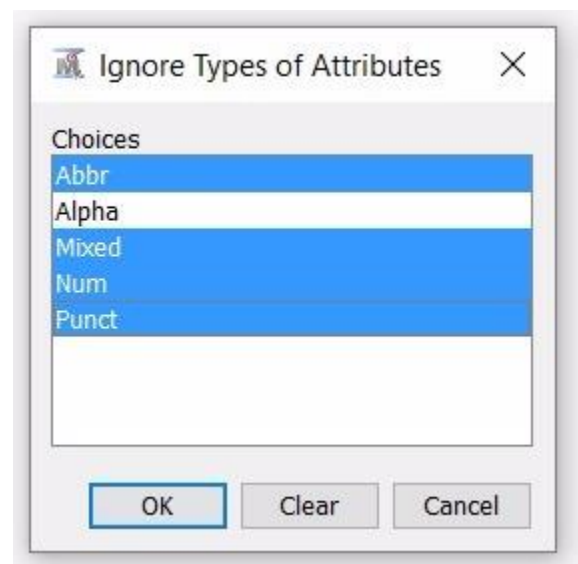 Ignore Types of Attributes
Choices
Abbr
Alpha
Mixed
Num
Punct
OK Clear Cancel